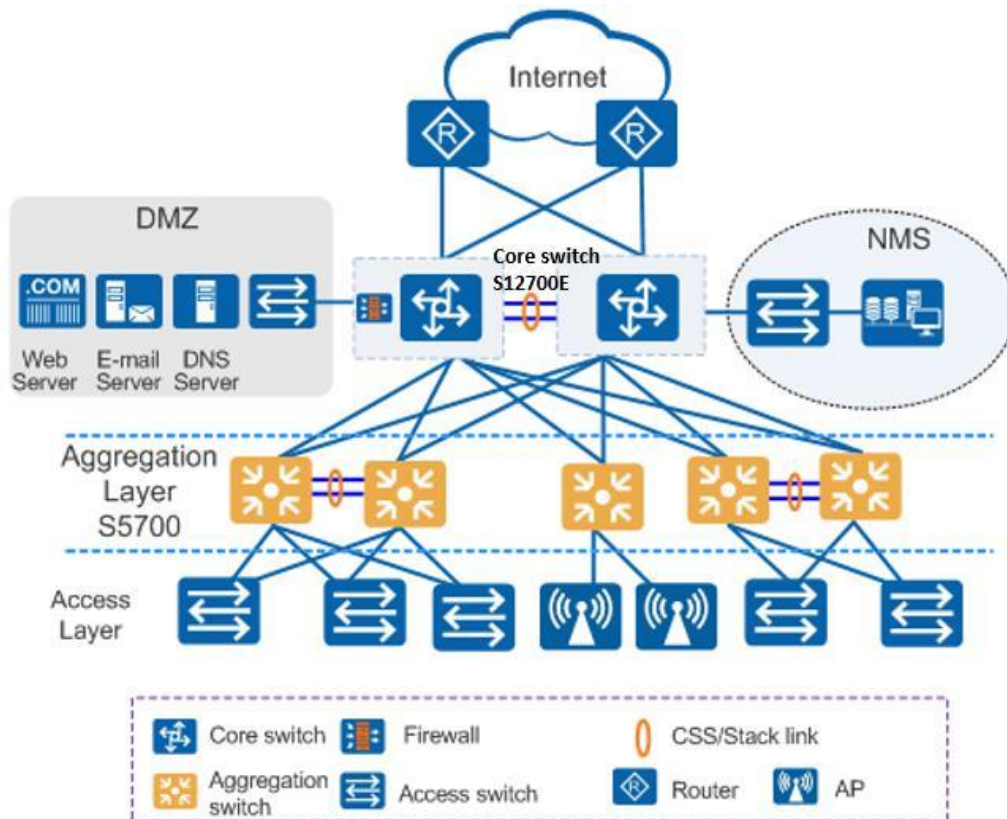 Internet
R
R
DMZ
Core switch
S12700E
NMS
.COM
Web
Server
E-mail
Server
DNS
Server
Aggregation
Layer
S5700
Access
Layer
Core switch
Firewall
CSS/Stack link
Aggregation
switch
Access switch
R
Router
AP